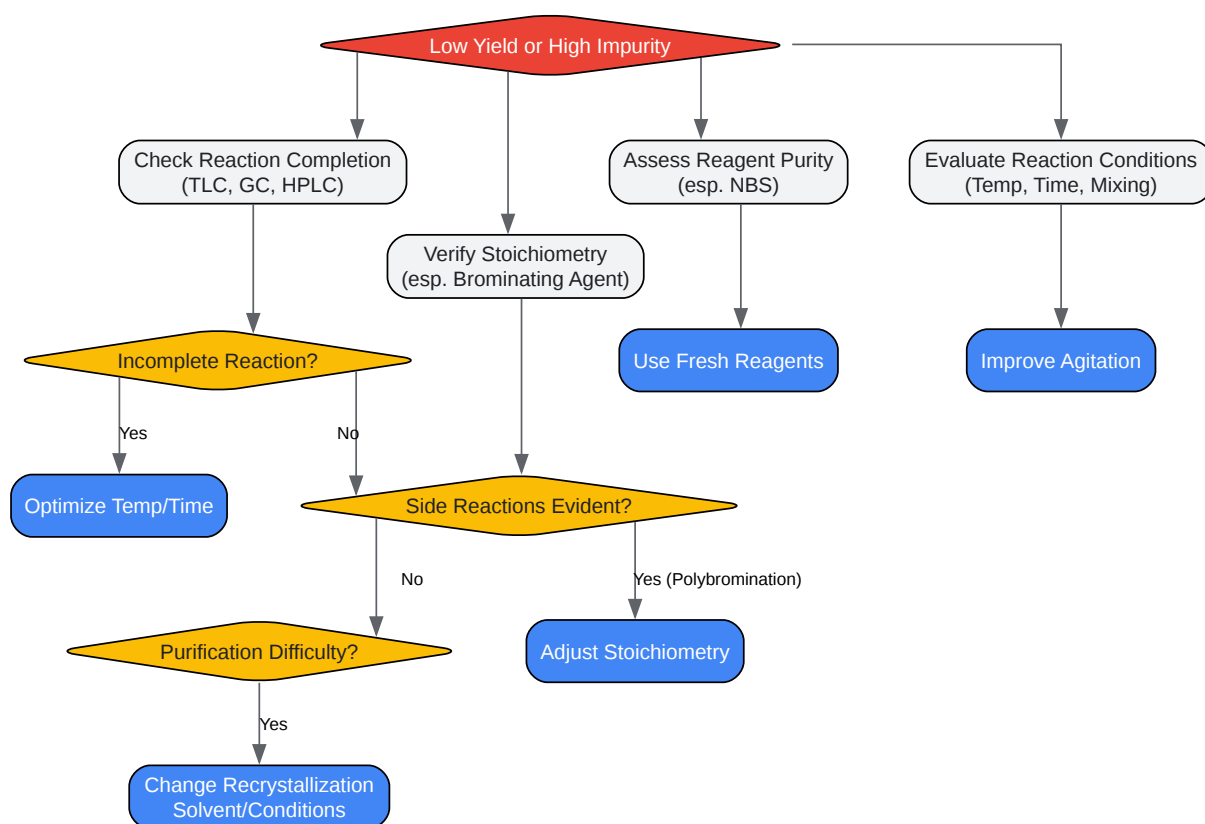 Low Yield or High Impurity
Check Reaction Completion
(TLC, GC, HPLC)
Assess Reagent Purity
(esp. NBS)
Evaluate Reaction Conditions
(Temp, Time, Mixing)
Verify Stoichiometry
(esp. Brominating Agent)
Incomplete Reaction?
Use Fresh Reagents
Improve Agitation
Yes
No
Optimize Temp/Time
Side Reactions Evident?
No
Yes (Polybromination)
Purification Difficulty?
Adjust Stoichiometry
Yes
Change Recrystallization
Solvent/Conditions